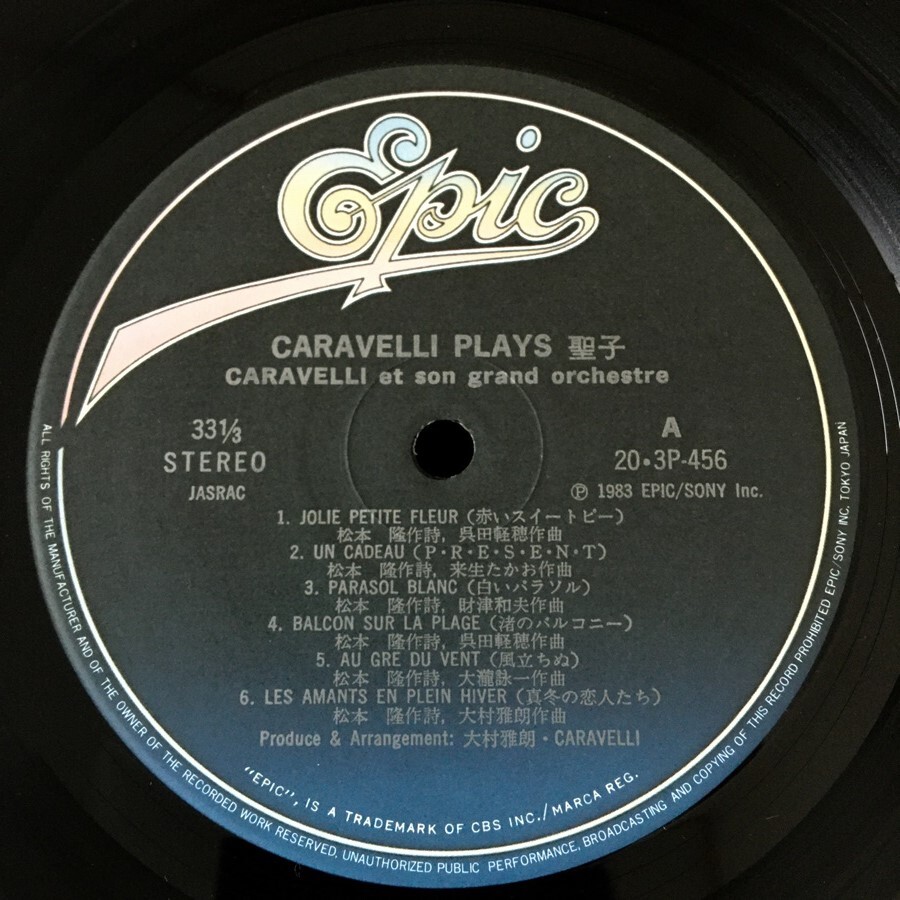 Epic
CARAVELLI PLAYS 聖子
CARAVELLI et son grand orchestre
33 1/3
STEREO
JASRAC
A
20・3P-456
Ⓟ 1983 EPIC/SONY Inc.
1. JOLIE PETITE FLEUR (赤いスイートピー)
松本 隆作詩, 呉田軽穂作曲
2. UN CADEAU (P・R・E・S・E・N・T)
松本 隆作詩, 来生たかお作曲
3. PARASOL BLANC (白いパラソル)
松本 隆作詩, 財津和夫作曲
4. BALCON SUR LA PLAGE (渚のバルコニー)
松本 隆作詩, 呉田軽穂作曲
5. AU GRE DU VENT (風立ちぬ)
松本 隆作詩, 大瀧詠一作曲
6. LES AMANTS EN PLEIN HIVER (真冬の恋人たち)
松本 隆作詩, 大村雅朗作曲
Produce & Arrangement: 大村雅朗・CARAVELLI
"EPIC", IS A TRADEMARK OF CBS INC./MARCA REG.
ALL RIGHTS OF THE MANUFACTURER AND OF THE OWNER OF THE RECORDED WORK RESERVED, UNAUTHORIZED PUBLIC PERFORMANCE, BROADCASTING AND COPYING OF THIS RECORD PROHIBITED EPIC/SONY INC. TOKYO JAPAN